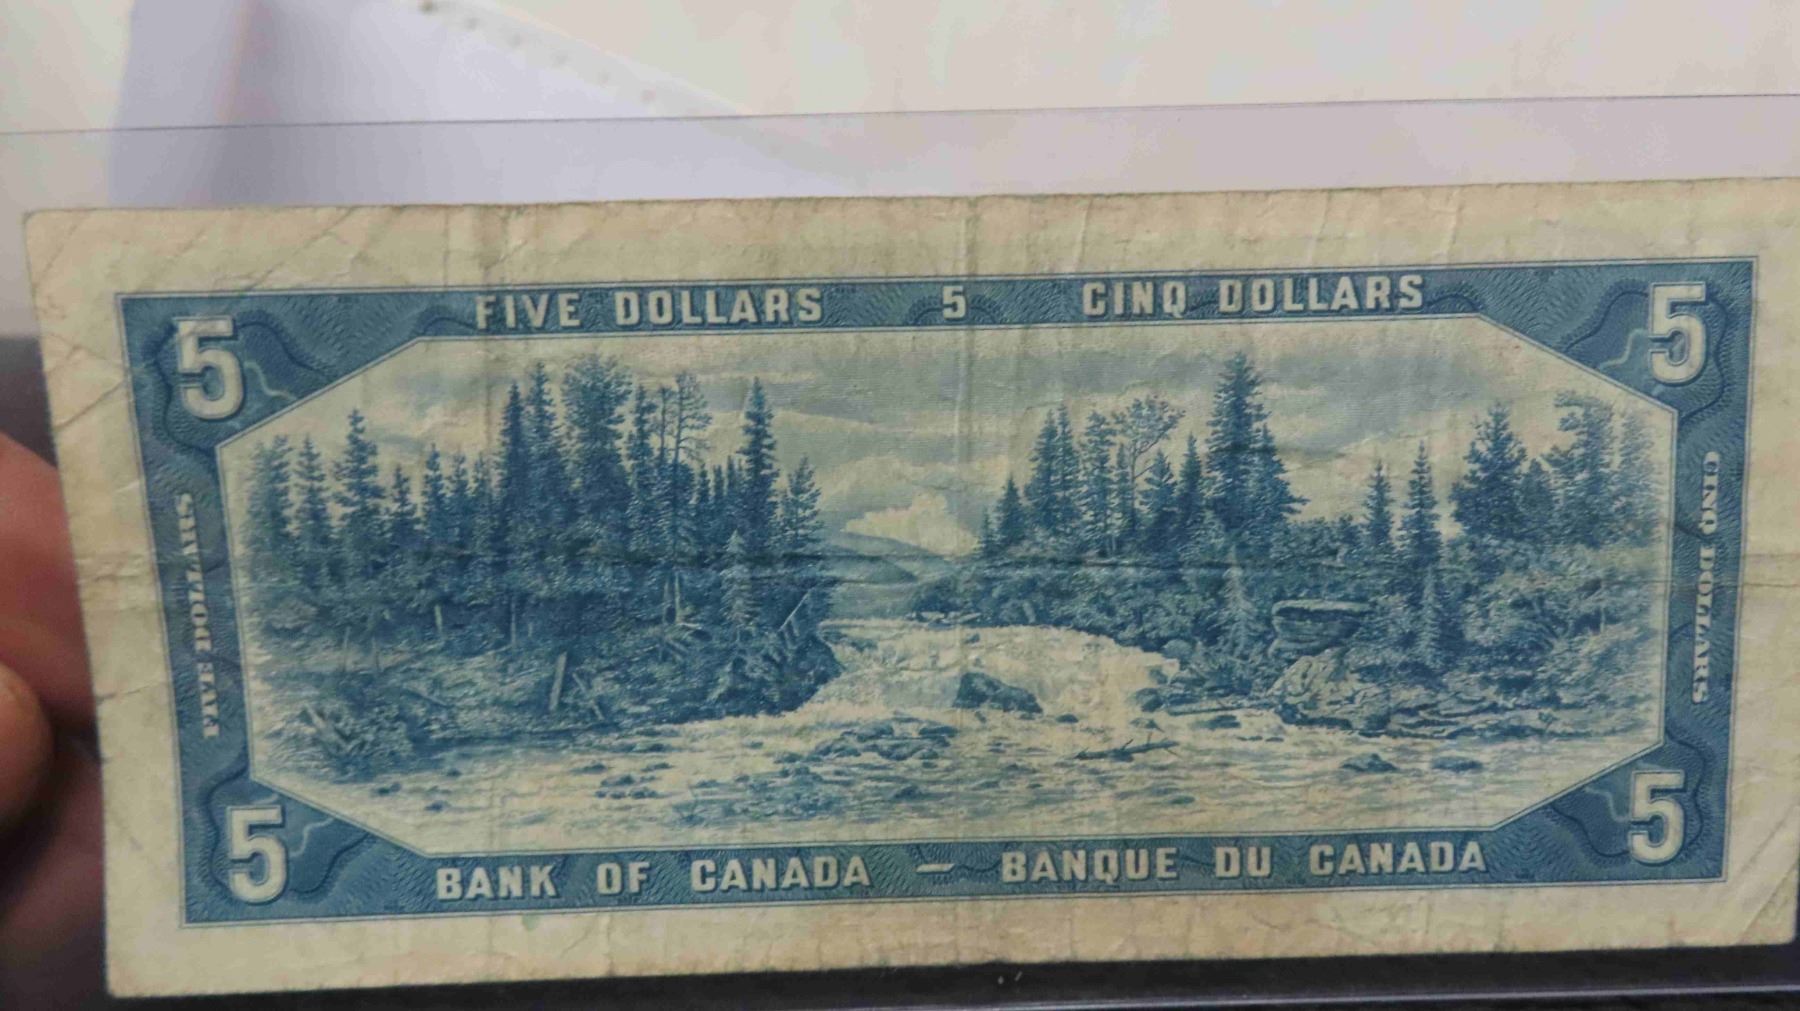 FIVE DOLLARS 5 CINQ DOLLARS
5 5
FIVE DOLLARS
CINQ DOLLARS
5 5
BANK OF CANADA — BANQUE DU CANADA